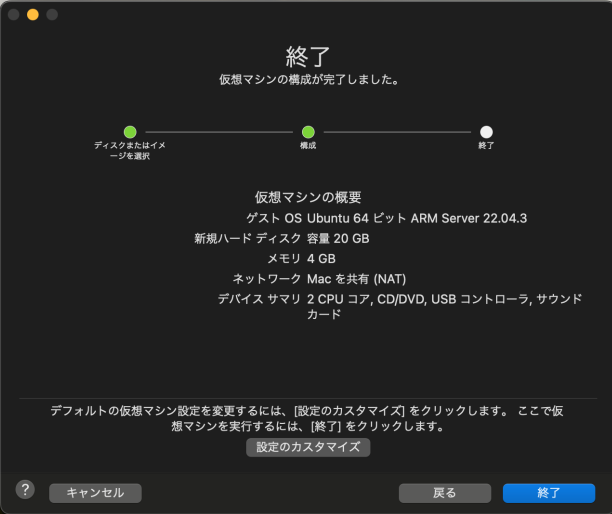 終了
仮想マシンの構成が完了しました。
ディスクまたはイメ
ージを選択
構成
終了
仮想マシンの概要
ゲスト OS Ubuntu 64 ビット ARM Server 22.04.3
新規ハード ディスク 容量 20 GB
メモリ 4 GB
ネットワーク Mac を共有 (NAT)
デバイス サマリ 2 CPU コア, CD/DVD, USB コントローラ, サウンド
カード
デフォルトの仮想マシン設定を変更するには、[設定のカスタマイズ] をクリックします。 ここで仮
想マシンを実行するには、[終了] をクリックします。
設定のカスタマイズ
?
キャンセル
戻る
終了